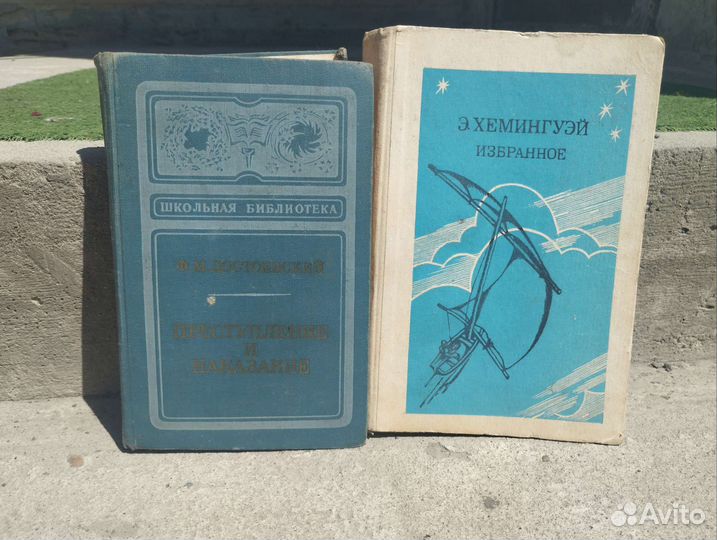 ШКОЛЬНАЯ БИБЛИОТЕКА
Ф. М. ДОСТОЕВСКИЙ
ПРЕСТУПЛЕНИЕ
И
НАКАЗАНИЕ
Э. ХЕМИНГУЭЙ
ИЗБРАННОЕ
Avito